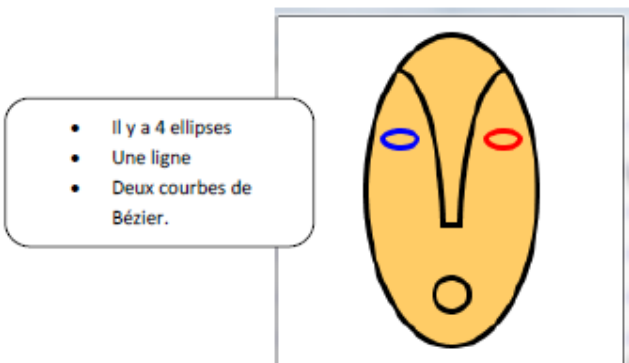 • Il y a 4 ellipses
• Une ligne
• Deux courbes de
Bézier.